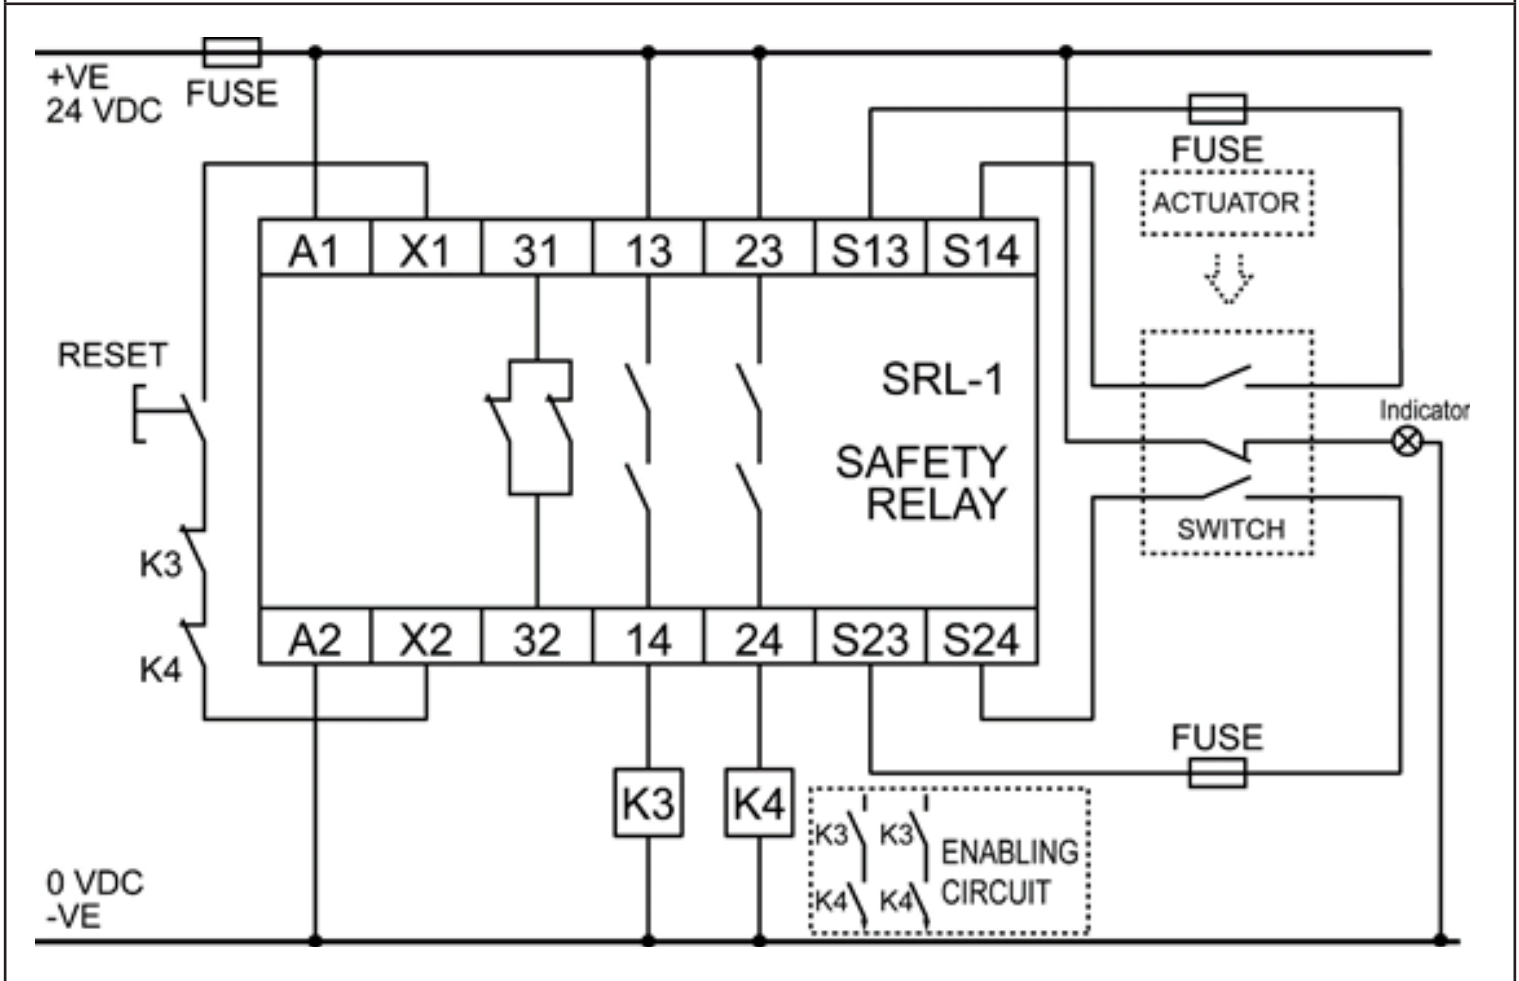 +VE
24 VDC
FUSE
FUSE
ACTUATOR
A1 X1 31 13 23 S13 S14
RESET
SRL-1
SAFETY
RELAY
Indicator
SWITCH
K3
K4
A2 X2 32 14 24 S23 S24
FUSE
K3 K4
K3 K3 ENABLING
K4 K4 CIRCUIT
0 VDC
-VE